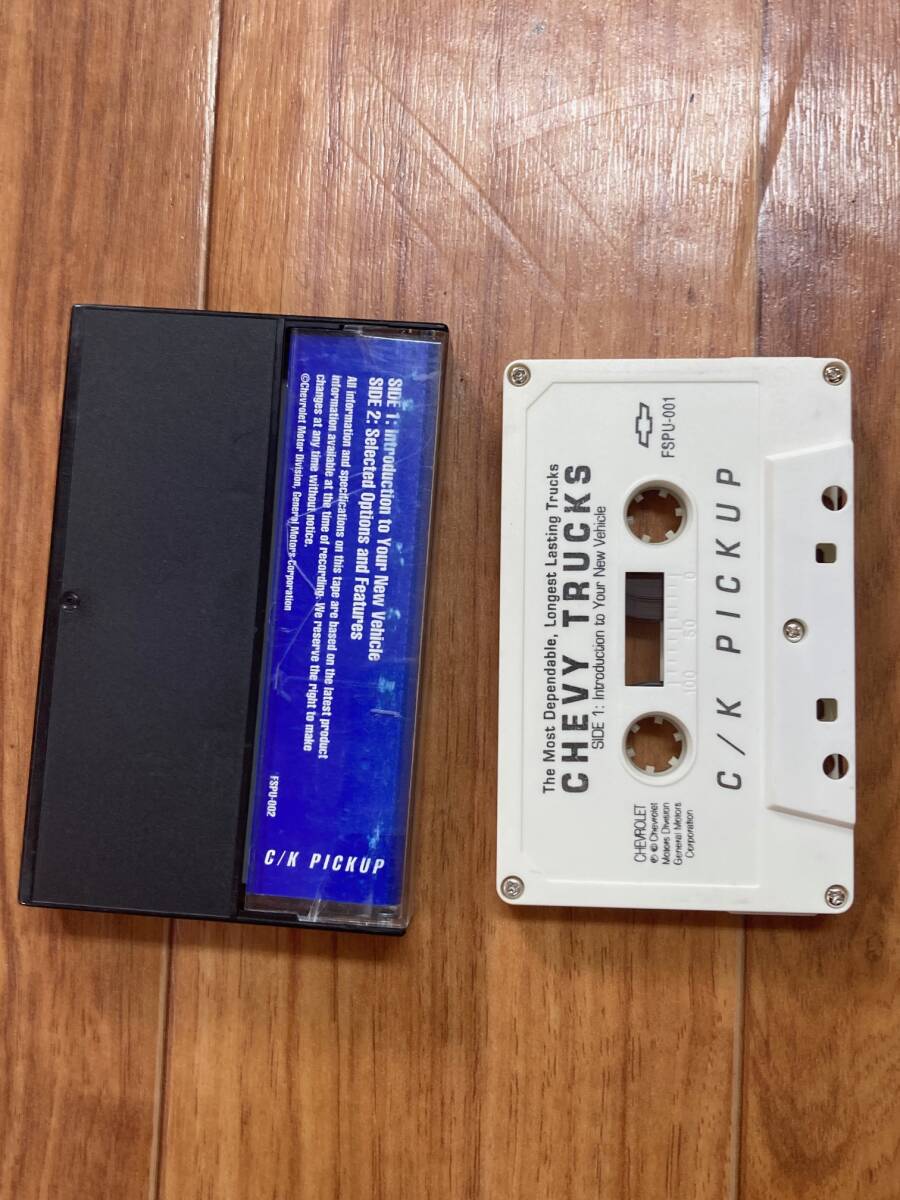 SIDE 1: Introduction to Your New Vehicle
SIDE 2: Selected Options and Features
All information and specifications on this tape are based on the latest product
information available at the time of recording. We reserve the right to make
changes at any time without notice.
©Chevrolet Motor Division, General Motors Corporation
FSPU-002
C/K PICKUP
The Most Dependable, Longest Lasting Trucks
CHEVY TRUCKS
SIDE 1: Introduction to Your New Vehicle
FSPU-001
CHEVROLET
℗ © Chevrolet
Motors Division
General Motors
Corporation
100 50 0
C/K PICKUP